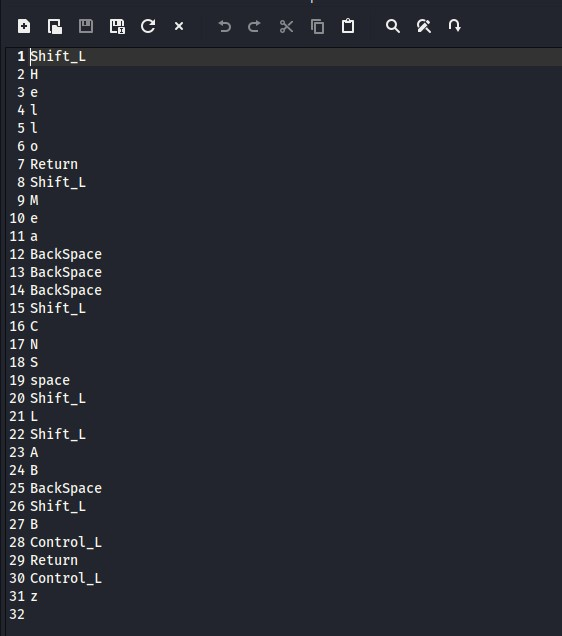 1 Shift_L
2 H
3 e
4 l
5 l
6 o
7 Return
8 Shift_L
9 M
10 e
11 a
12 BackSpace
13 BackSpace
14 BackSpace
15 Shift_L
16 C
17 N
18 S
19 space
20 Shift_L
21 L
22 Shift_L
23 A
24 B
25 BackSpace
26 Shift_L
27 B
28 Control_L
29 Return
30 Control_L
31 z
32